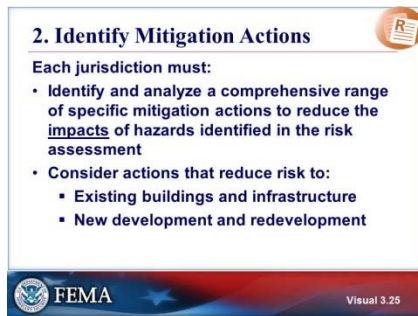 2. Identify Mitigation Actions
R
Each jurisdiction must:
• Identify and analyze a comprehensive range
of specific mitigation actions to reduce the
impacts of hazards identified in the risk
assessment
• Consider actions that reduce risk to:
▪ Existing buildings and infrastructure
▪ New development and redevelopment
FEMA
Visual 3.25